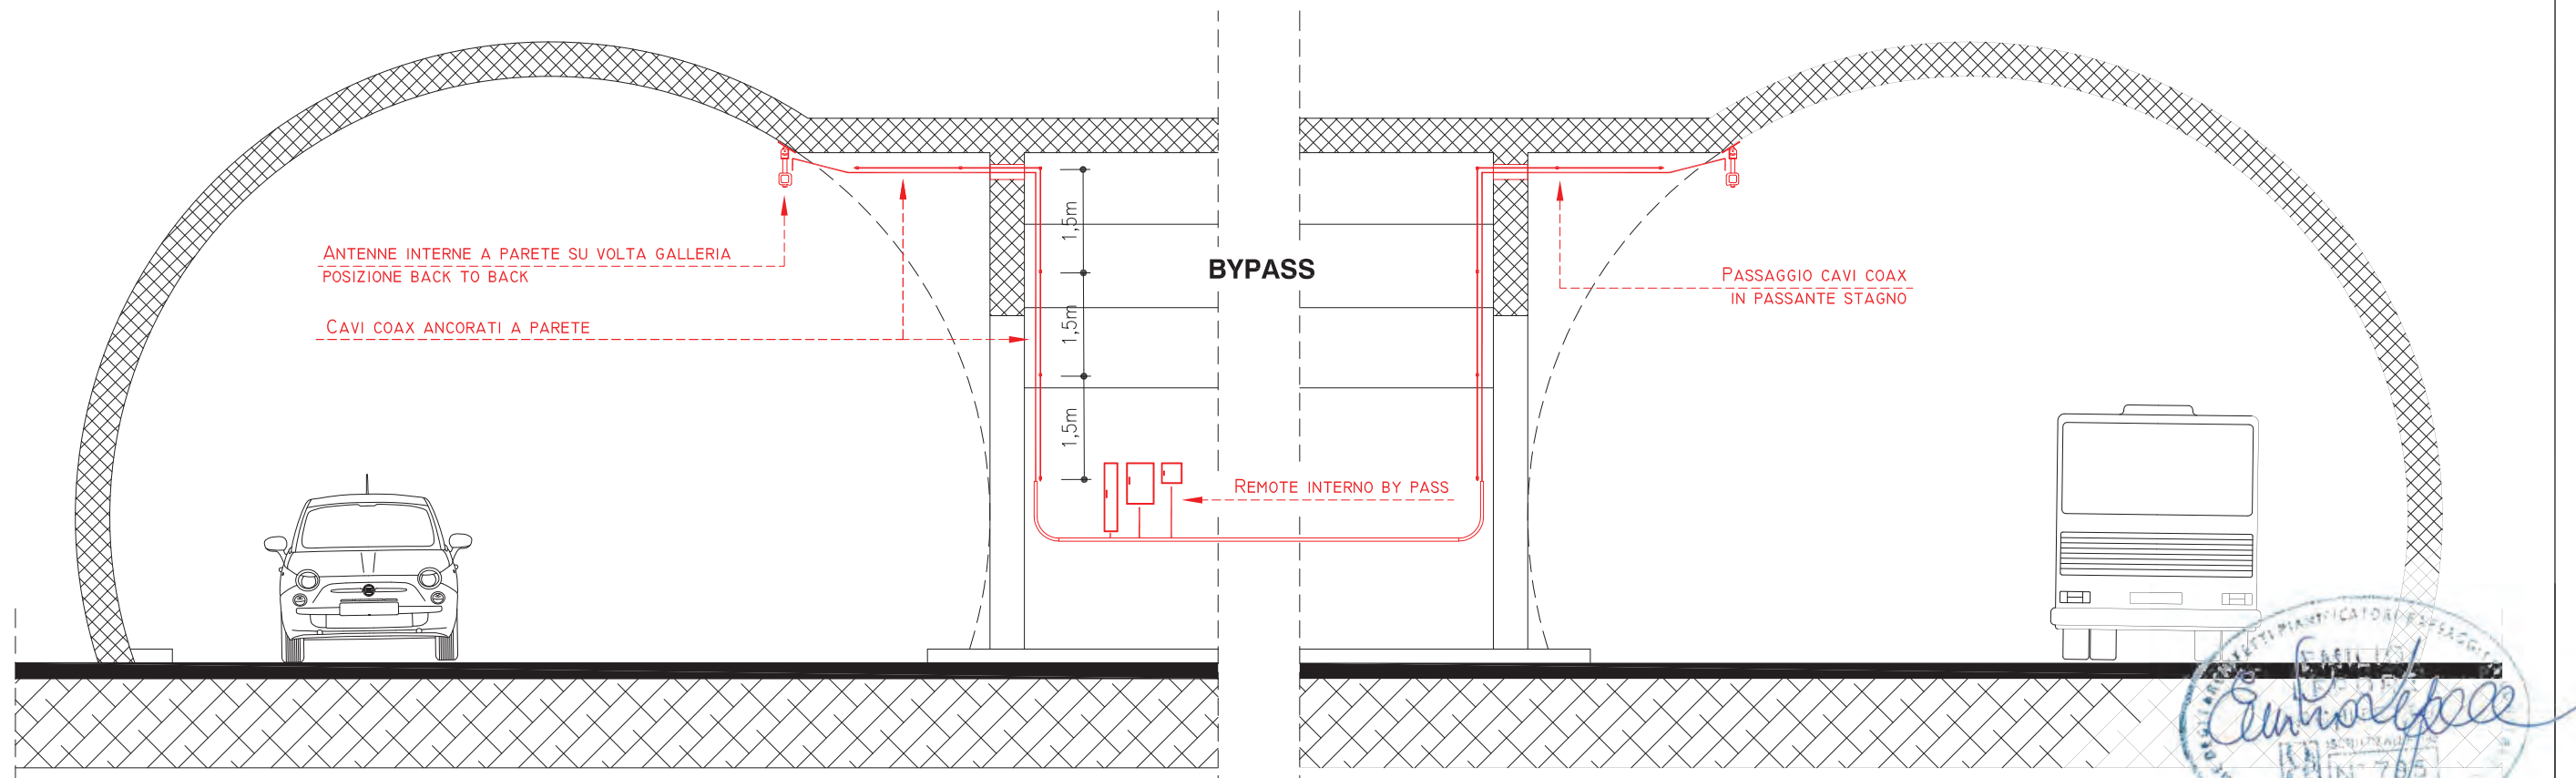 ANTENNE INTERNE A PARETE SU VOLTA GALLERIA
POSIZIONE BACK TO BACK
CAVI COAX ANCORATI A PARETE
1,5m
1,5m
1,5m
BYPASS
REMOTE INTERNO BY PASS
PASSAGGIO CAVI COAX
IN PASSANTE STAGNO